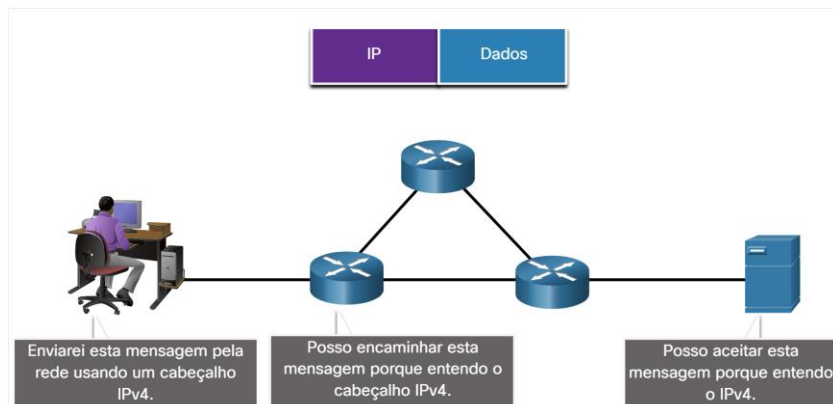 IP
Dados
Enviarei esta mensagem pela
rede usando um cabeçalho
IPv4.
Posso encaminhar esta
mensagem porque entendo o
cabeçalho IPv4.
Posso aceitar esta
mensagem porque entendo
o IPv4.